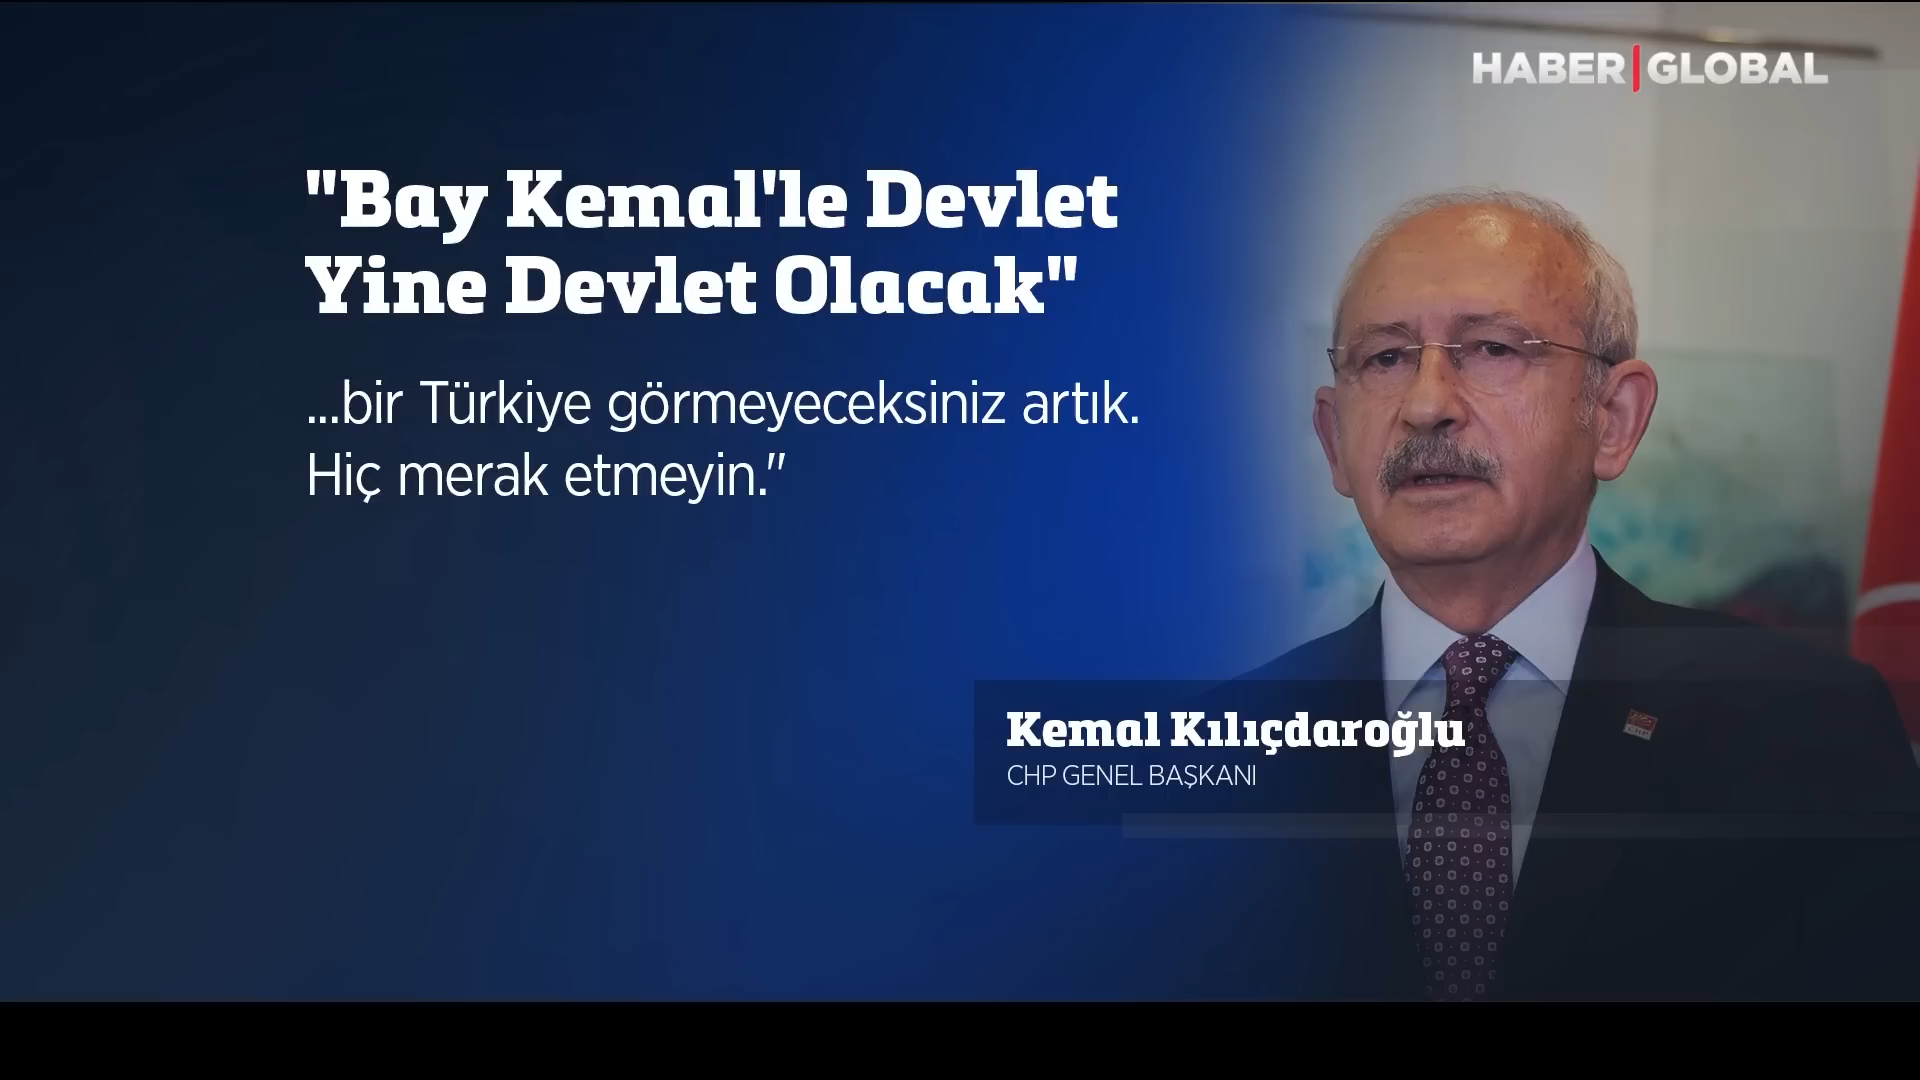 HABER|GLOBAL
"Bay Kemal'le Devlet
Yine Devlet Olacak"
...bir Türkiye görmeyeceksiniz artık.
Hiç merak etmeyin."
Kemal Kılıçdaroğlu
CHP GENEL BAŞKANI
CHP